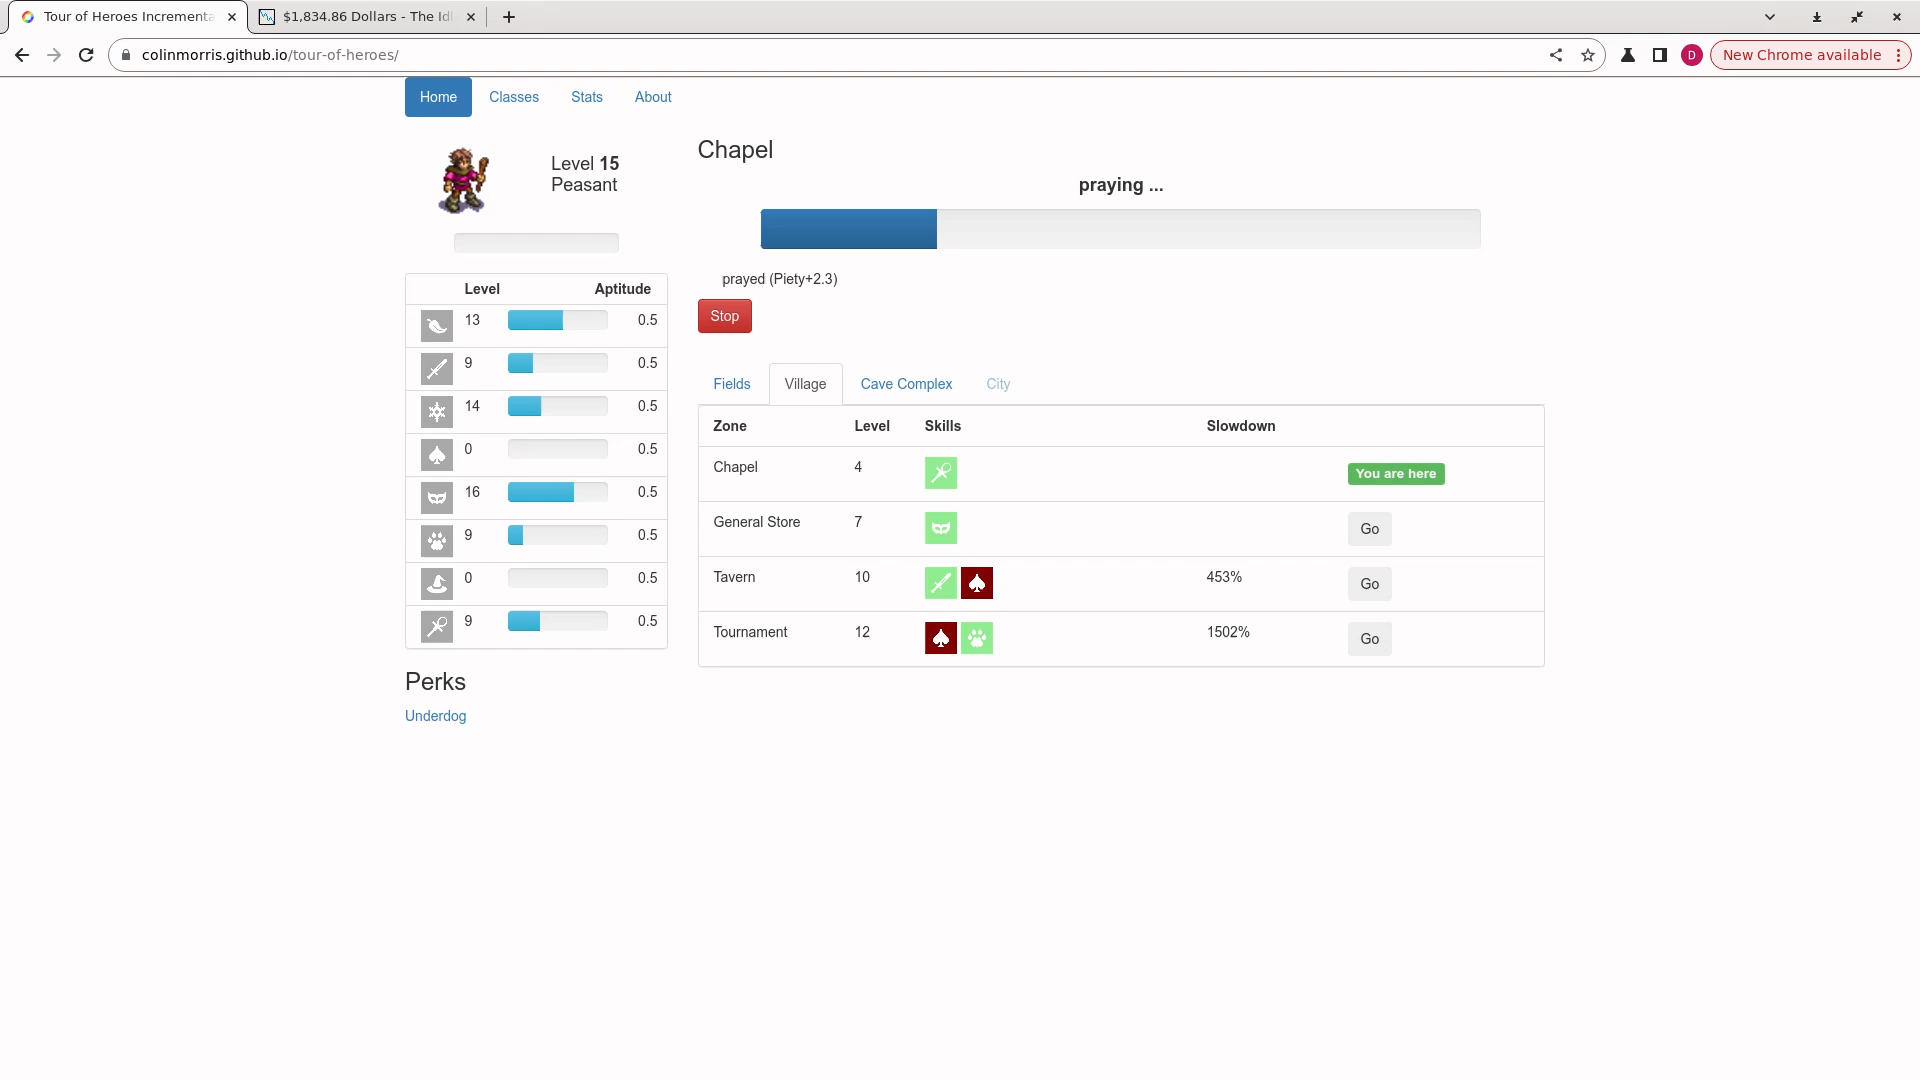 Tour of Heroes Incrementa
$1,834.86 Dollars - The Idl
colinmorris.github.io/tour-of-heroes/
D
New Chrome available
Home
Classes
Stats
About
Level 15
Peasant
Chapel
praying ...
prayed (Piety+2.3)
Stop
Level Aptitude
13 0.5
9 0.5
14 0.5
0 0.5
16 0.5
9 0.5
0 0.5
9 0.5
Perks
Underdog
Fields
Village
Cave Complex
City
Zone Level Skills Slowdown
Chapel 4 You are here
General Store 7 Go
Tavern 10 453% Go
Tournament 12 1502% Go